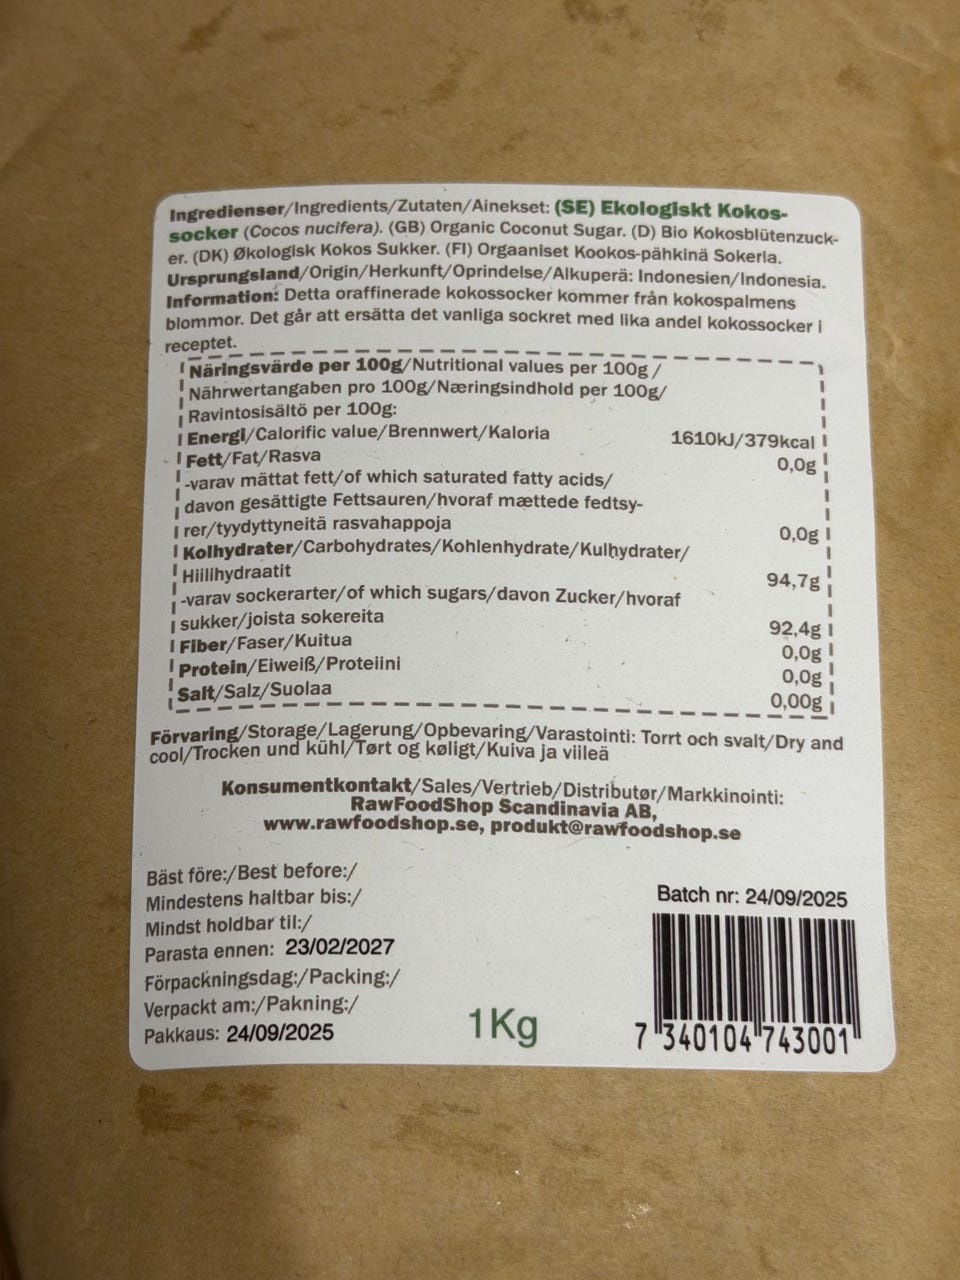 Ingredienser/Ingredients/Zutaten/Ainekset: (SE) Ekologiskt Kokos-
socker (Cocos nucifera). (GB) Organic Coconut Sugar. (D) Bio Kokosblütenzuck-
er. (DK) Økologisk Kokos Sukker. (FI) Orgaaniset Kookos-pähkinä Sokeria.
Ursprungsland/Origin/Herkunft/Oprindelse/Alkuperä: Indonesien/Indonesia.
Information: Detta oraffinerade kokossocker kommer från kokospalmens
blommor. Det går att ersätta det vanliga sockret med lika andel kokossocker i
receptet.
Näringsvärde per 100g/Nutritional values per 100g/
Nährwertangaben pro 100g/Næringsindhold per 100g/
Ravintosisältö per 100g:
Energi/Calorific value/Brennwert/Kaloria 1610kJ/379kcal
Fett/Fat/Rasva 0,0g
-varav mättat fett/of which saturated fatty acids/
davon gesättigte Fettsauren/hvoraf mættede fedtsy-
rer/tyydyttyneitä rasvahappoja 0,0g
Kolhydrater/Carbohydrates/Kohlenhydrate/Kulhydrater/
Hiilihydraatit 94,7g
-varav sockerarter/of which sugars/davon Zucker/hvoraf
sukker/joista sokereita 92,4g
Fiber/Faser/Kuitua 0,0g
Protein/Eiweiß/Proteiini 0,0g
Salt/Salz/Suolaa 0,00g
Förvaring/Storage/Lagerung/Opbevaring/Varastointi: Torrt och svalt/Dry and
cool/Trocken und kühl/Tørt og køligt/Kuiva ja viileä
Konsumentkontakt/Sales/Vertrieb/Distributør/Markkinointi:
RawFoodShop Scandinavia AB,
www.rawfoodshop.se, produkt@rawfoodshop.se
Bäst före:/Best before:/
Mindestens haltbar bis:/
Mindst holdbar til:/
Parasta ennen: 23/02/2027
Förpackningsdag:/Packing:/
Verpackt am:/Pakning:/
Pakkaus: 24/09/2025
1Kg
Batch nr: 24/09/2025
7 340104 743001